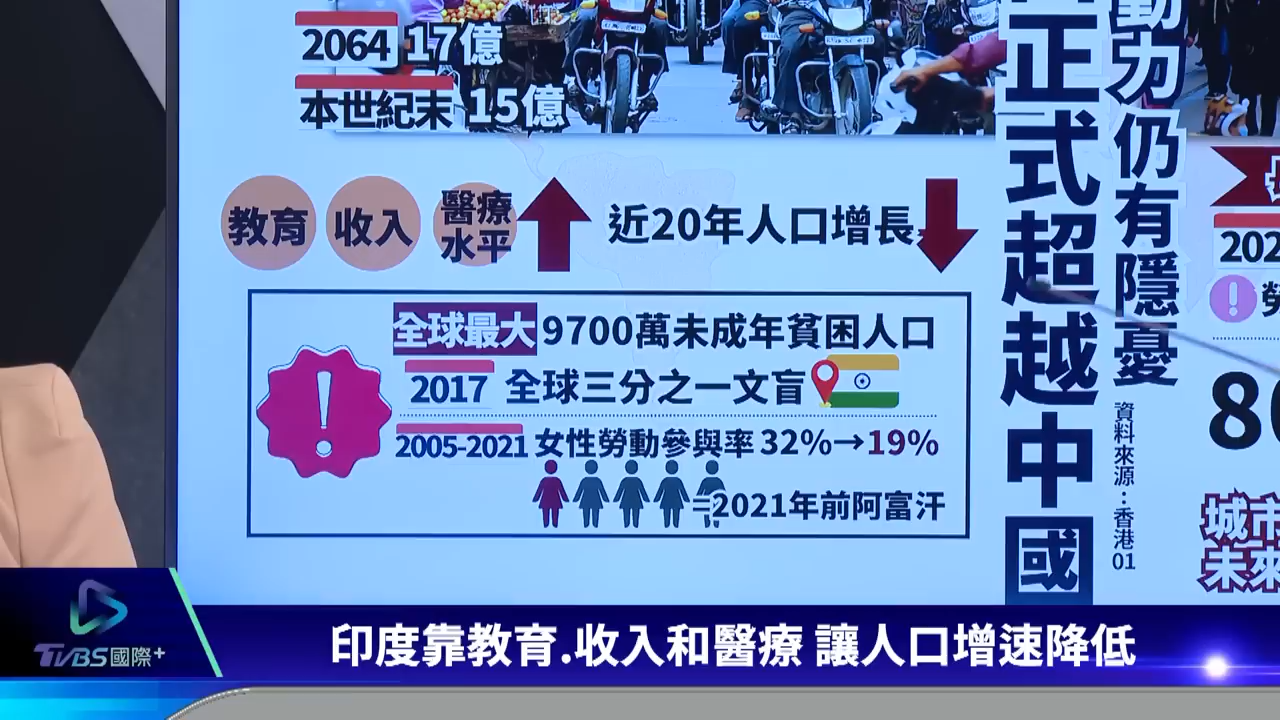 2064 17億
本世紀末 15億
教育 收入 醫療水平 近20年人口增長
全球最大 9700萬未成年貧困人口
2017 全球三分之一文盲
2005-2021 女性勞動參與率 32%→19%
=2021年前阿富汗
正式超越中國
動力仍有隱憂
資料來源：香港01
202
勞
80
城市
未來
TVBS國際+
印度靠教育.收入和醫療 讓人口增速降低